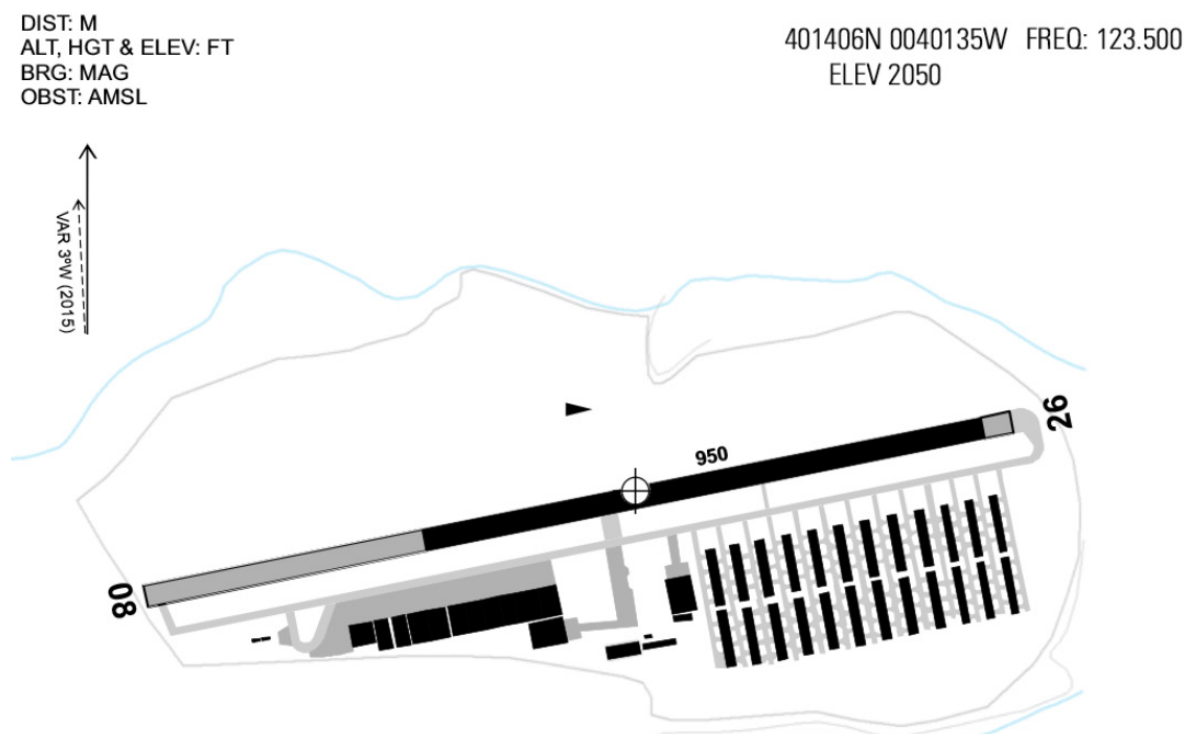 DIST: M
ALT, HGT & ELEV: FT
BRG: MAG
OBST: AMSL
401406N 0040135W FREQ: 123.500
ELEV 2050
VAR 3ºW (2015)
26
950
08